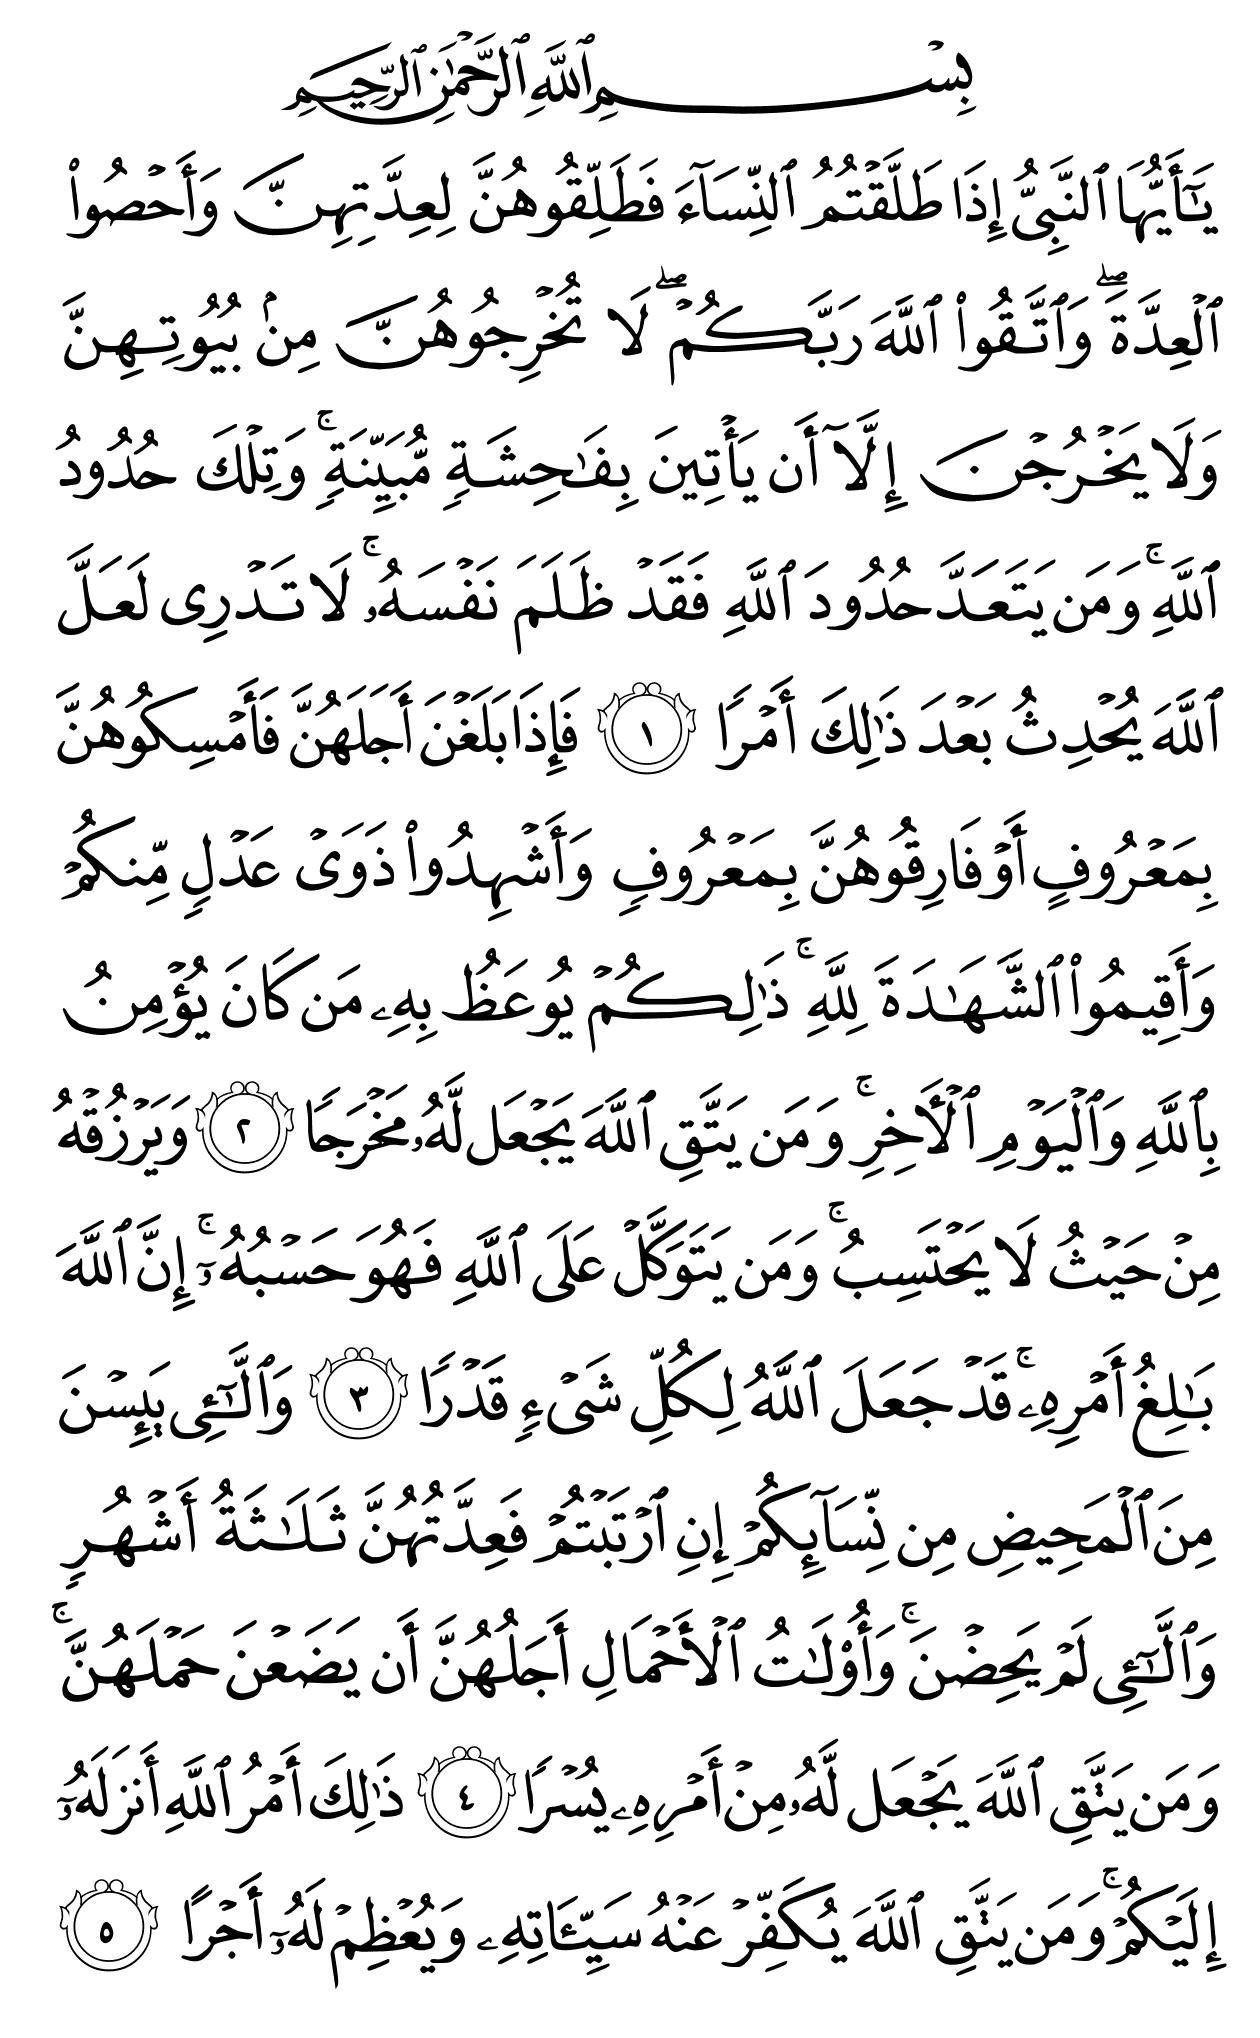 بِسْمِ ٱللَّهِ ٱلرَّحْمَٰنِ ٱلرَّحِيمِ
يَٰٓأَيُّهَا ٱلنَّبِىُّ إِذَا طَلَّقْتُمُ ٱلنِّسَآءَ فَطَلِّقُوهُنَّ لِعِدَّتِهِنَّ وَأَحْصُوا۟
ٱلْعِدَّةَ ۖ وَٱتَّقُوا۟ ٱللَّهَ رَبَّكُمْ ۖ لَا تُخْرِجُوهُنَّ مِنۢ بُيُوتِهِنَّ
وَلَا يَخْرُجْنَ إِلَّآ أَن يَأْتِينَ بِفَٰحِشَةٍ مُّبَيِّنَةٍ ۚ وَتِلْكَ حُدُودُ
ٱللَّهِ ۚ وَمَن يَتَعَدَّ حُدُودَ ٱللَّهِ فَقَدْ ظَلَمَ نَفْسَهُۥ ۚ لَا تَدْرِى لَعَلَّ
ٱللَّهَ يُحْدِثُ بَعْدَ ذَٰلِكَ أَمْرًا ١ فَإِذَا بَلَغْنَ أَجَلَهُنَّ فَأَمْسِكُوهُنَّ
بِمَعْرُوفٍ أَوْ فَارِقُوهُنَّ بِمَعْرُوفٍ وَأَشْهِدُوا۟ ذَوَىْ عَدْلٍ مِّنكُمْ
وَأَقِيمُوا۟ ٱلشَّهَٰدَةَ لِلَّهِ ۚ ذَٰلِكُمْ يُوعَظُ بِهِۦ مَن كَانَ يُؤْمِنُ
بِٱللَّهِ وَٱلْيَوْمِ ٱلْأَخِرِ ۚ وَمَن يَتَّقِ ٱللَّهَ يَجْعَل لَّهُۥ مَخْرَجًا ٢ وَيَرْزُقْهُ
مِنْ حَيْثُ لَا يَحْتَسِبُ ۚ وَمَن يَتَوَكَّلْ عَلَى ٱللَّهِ فَهُوَ حَسْبُهُۥٓ ۚ إِنَّ ٱللَّهَ
بَٰلِغُ أَمْرِهِۦ ۚ قَدْ جَعَلَ ٱللَّهُ لِكُلِّ شَىْءٍ قَدْرًا ٣ وَٱلَّٰٓـِٔى يَئِسْنَ
مِنَ ٱلْمَحِيضِ مِن نِّسَآئِكُمْ إِنِ ٱرْتَبْتُمْ فَعِدَّتُهُنَّ ثَلَٰثَةُ أَشْهُرٍ
وَٱلَّٰٓـِٔى لَمْ يَحِضْنَ ۚ وَأُو۟لَٰتُ ٱلْأَحْمَالِ أَجَلُهُنَّ أَن يَضَعْنَ حَمْلَهُنَّ ۚ
وَمَن يَتَّقِ ٱللَّهَ يَجْعَل لَّهُۥ مِنْ أَمْرِهِۦ يُسْرًا ٤ ذَٰلِكَ أَمْرُ ٱللَّهِ أَنزَلَهُۥٓ
إِلَيْكُمْ ۚ وَمَن يَتَّقِ ٱللَّهَ يُكَفِّرْ عَنْهُ سَيِّـَٔاتِهِۦ وَيُعْظِمْ لَهُۥٓ أَجْرًا ٥